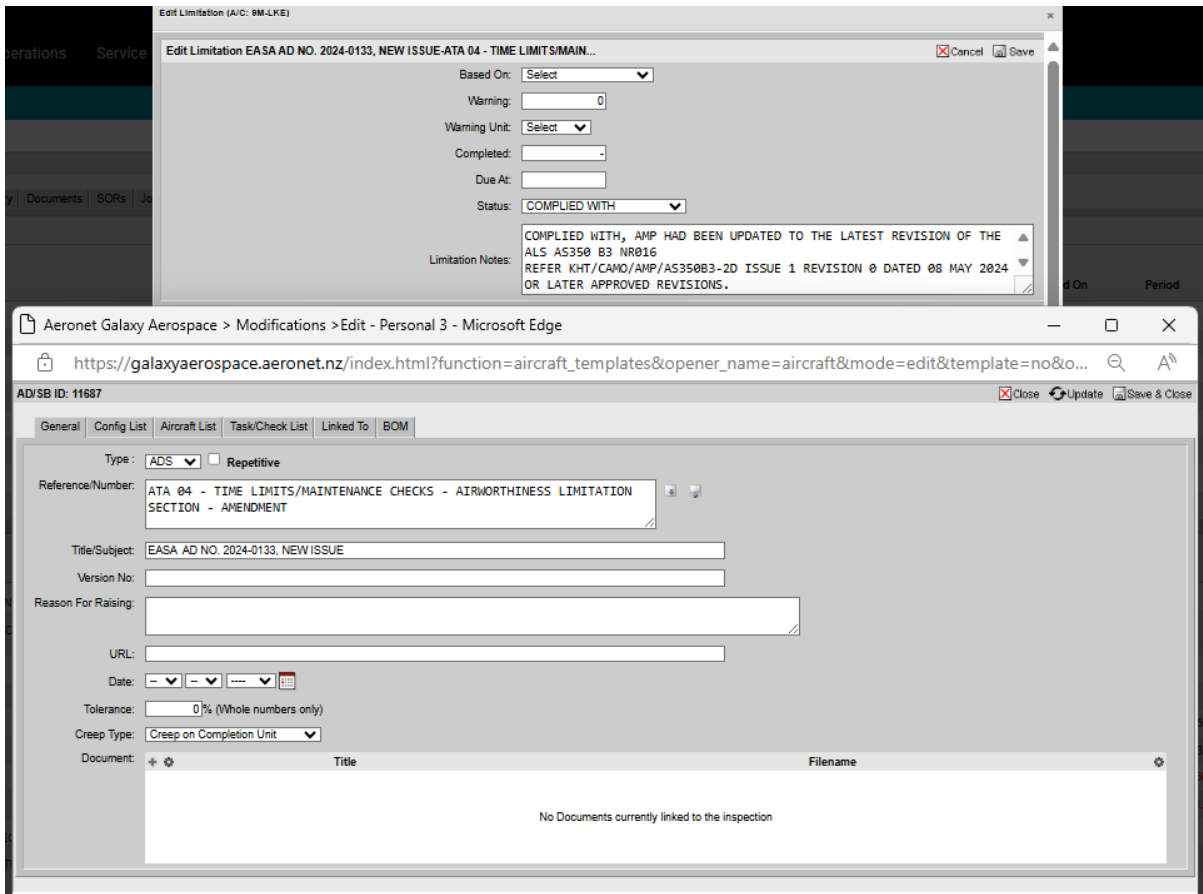 Edit Limitation (A/C: 9M-LKE)
perations Service
Edit Limitation EASA AD NO. 2024-0133, NEW ISSUE-ATA 04 - TIME LIMITS/MAIN...
Cancel Save
Based On: Select
Warning: 0
Warning Unit: Select
Completed: -
Due At:
Status: COMPLIED WITH
Documents SORs Jo
Limitation Notes: COMPLIED WITH, AMP HAD BEEN UPDATED TO THE LATEST REVISION OF THE
ALS AS350 B3 NR016
REFER KHT/CAMO/AMP/AS350B3-2D ISSUE 1 REVISION 0 DATED 08 MAY 2024
OR LATER APPROVED REVISIONS.
d On Period
Aeronet Galaxy Aerospace > Modifications >Edit - Personal 3 - Microsoft Edge
https://galaxyaerospace.aeronet.nz/index.html?function=aircraft_templates&opener_name=aircraft&mode=edit&template=no&o...
AD/SB ID: 11687
Close Update Save & Close
General Config List Aircraft List Task/Check List Linked To BOM
Type : ADS Repetitive
Reference/Number: ATA 04 - TIME LIMITS/MAINTENANCE CHECKS - AIRWORTHINESS LIMITATION
SECTION - AMENDMENT
Title/Subject: EASA AD NO. 2024-0133, NEW ISSUE
Version No:
Reason For Raising:
URL:
Date: -- -- ----
Tolerance: 0 % (Whole numbers only)
Creep Type: Creep on Completion Unit
Document: Title Filename
No Documents currently linked to the inspection